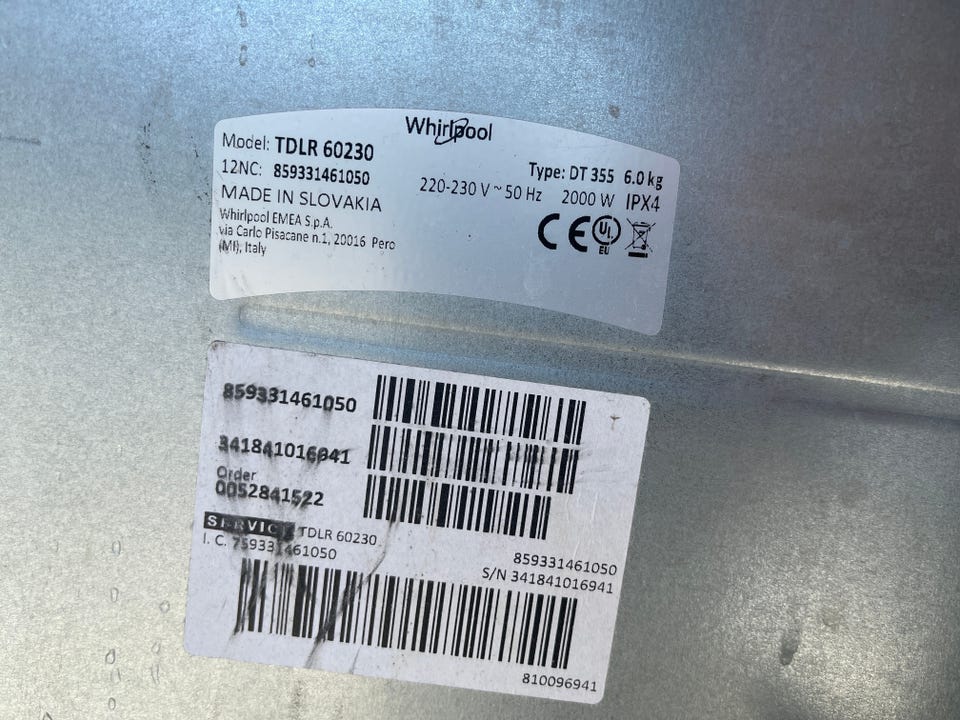 Whirlpool
Model: TDLR 60230
12NC: 859331461050
MADE IN SLOVAKIA
Whirlpool EMEA S.p.A.
via Carlo Pisacane n.1, 20016 Pero
(MI), Italy
Type: DT 355 6.0 kg
220-230 V ~ 50 Hz 2000 W IPX4
CE UL
EU
859331461050
341841016941
Order
0052841522
SERVICE TDLR 60230
I. C. 759331461050
859331461050
S/N 341841016941
810096941